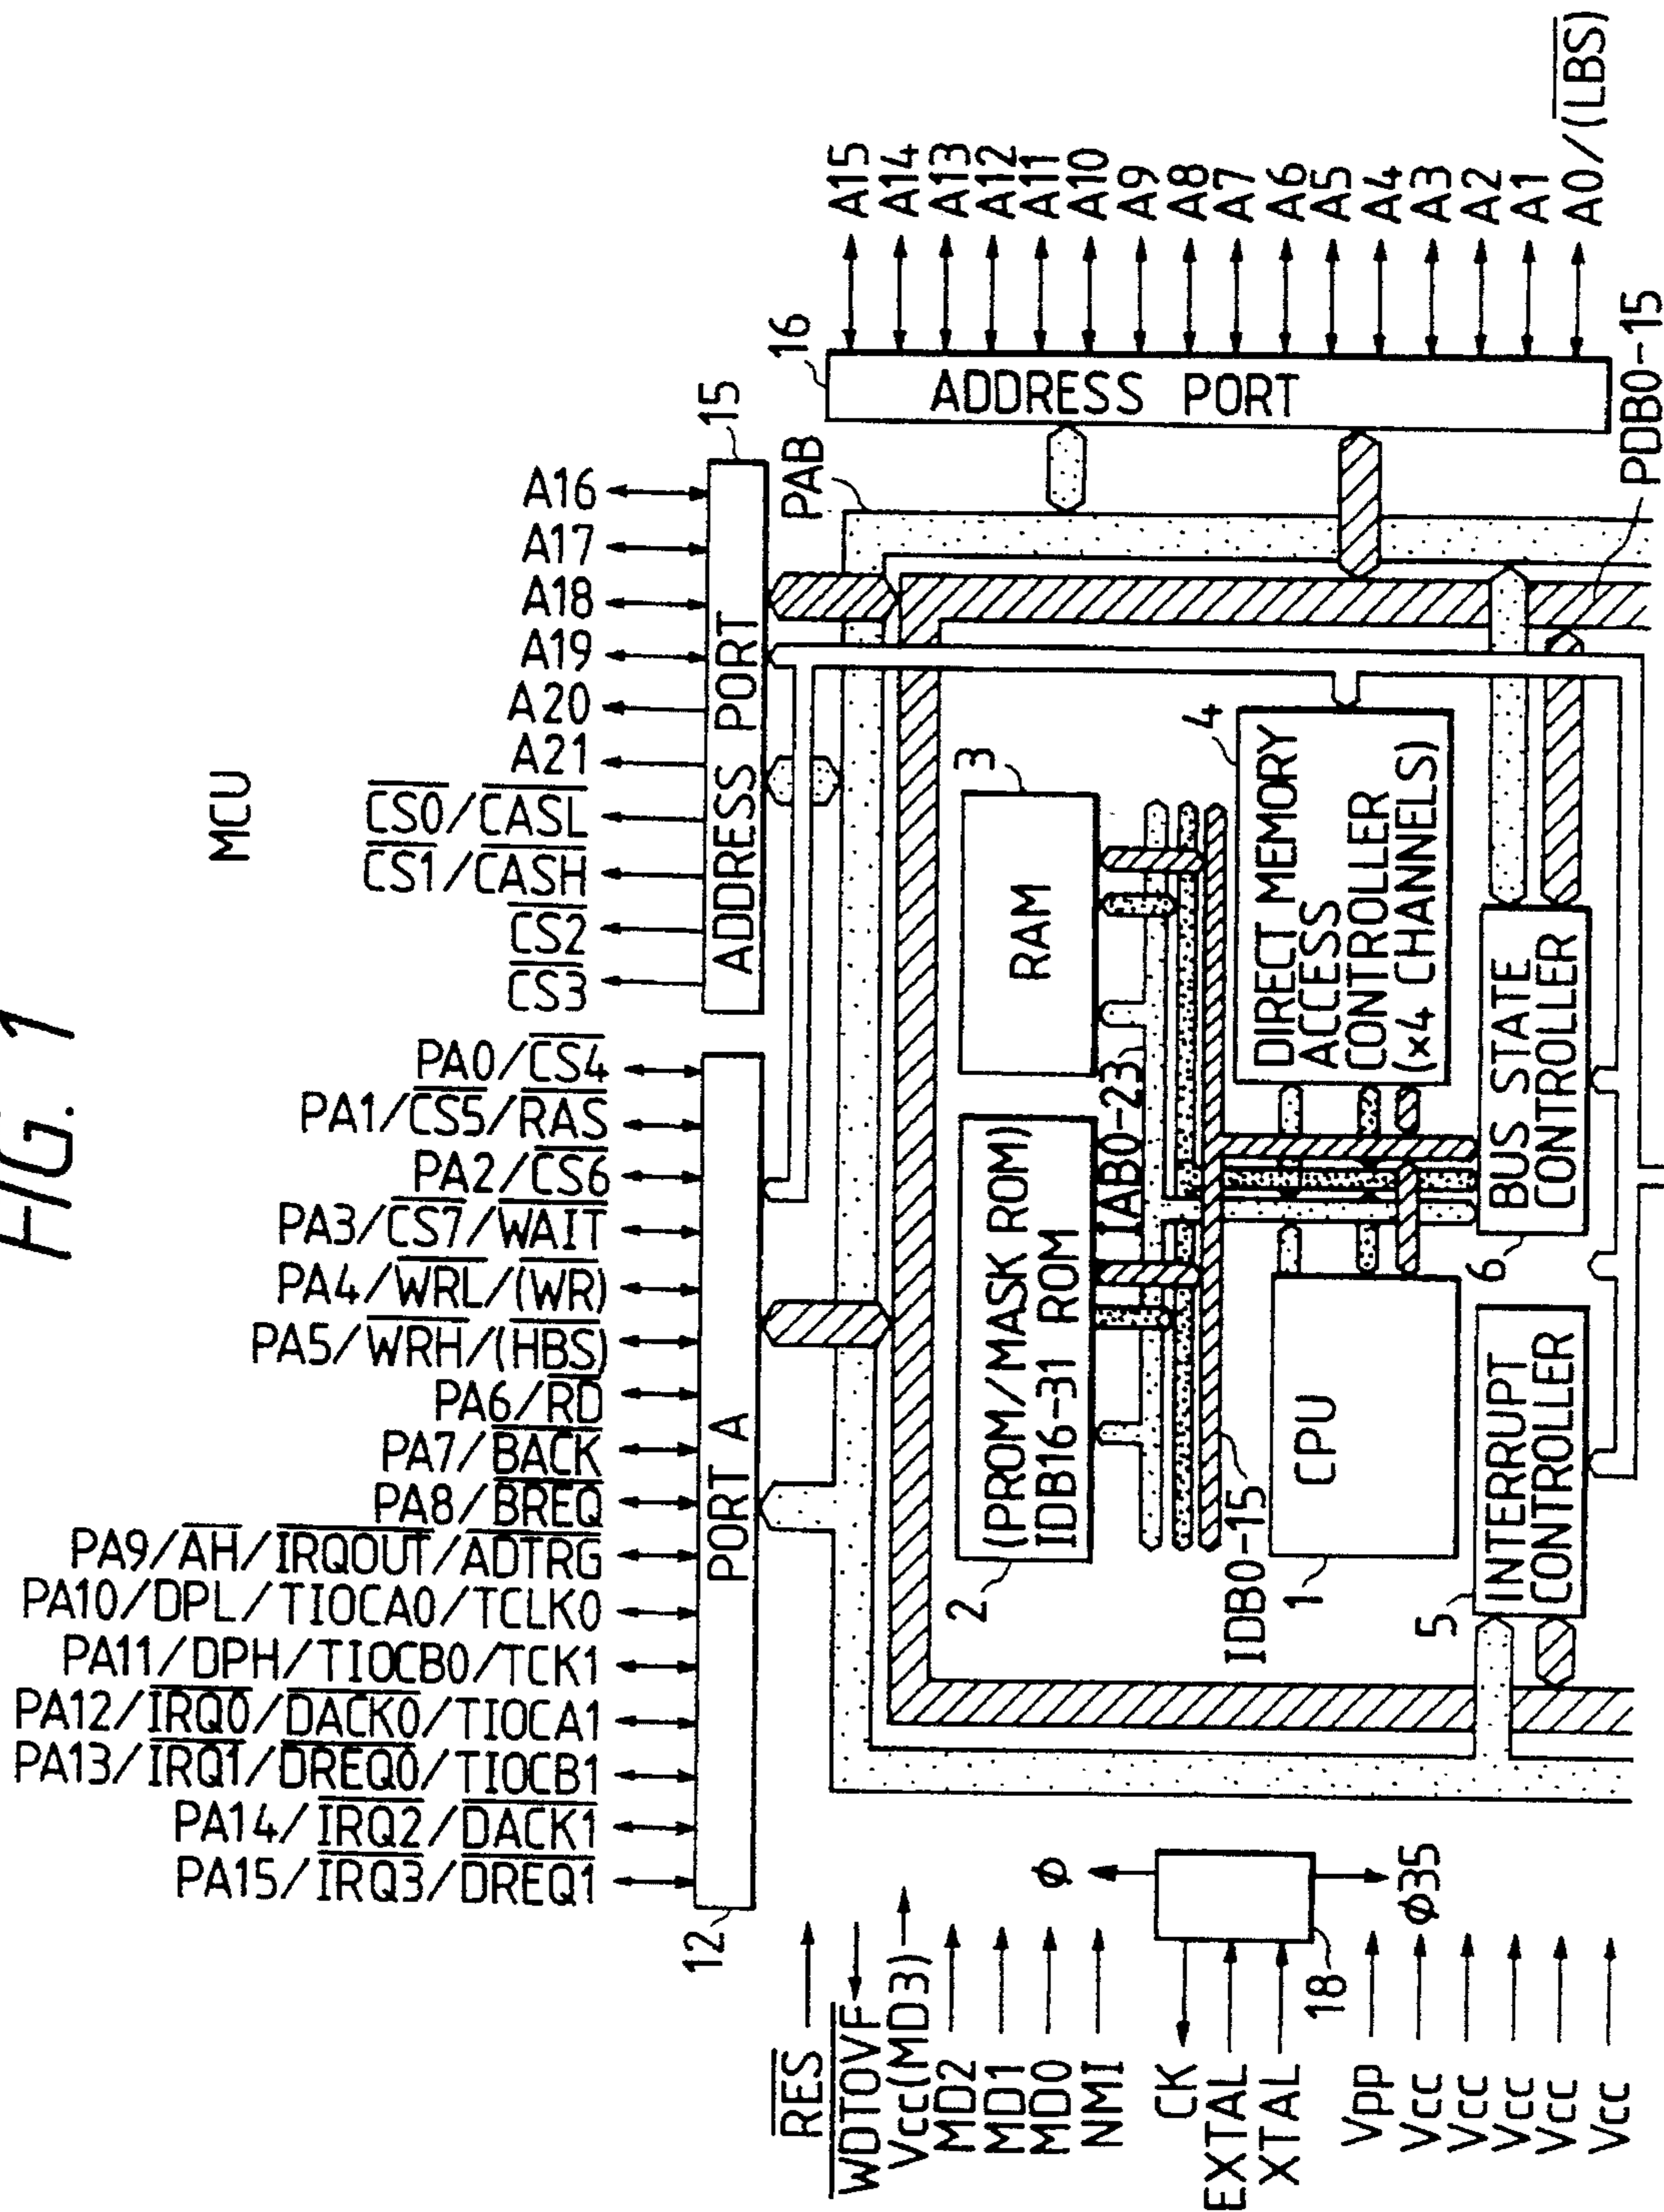 FIG. 1
MCU
PA15/IRQ3/DREQ1
PA14/IRQ2/DACK1
PA13/IRQ1/DREQ0/TIOCB1
PA12/IRQ0/DACK0/TIOCA1
PA11/DPH/TIOCB0/TCK1
PA10/DPL/TIOCA0/TCLK0
PA9/AH/IRQOUT/ADTRG
PA8/BREQ
PA7/BACK
PA6/RD
PA5/WRH/(HBS)
PA4/WRL/(WR)
PA3/CS7/WAIT
PA2/CS6
PA1/CS5/RAS
PA0/CS4
CS3
CS2
CS1/CASH
CS0/CASL
A21
A20
A19
A18
A17
A16
12
PORT A
ADDRESS PORT
15
PAB
16
ADDRESS PORT
A15
A14
A13
A12
A11
A10
A9
A8
A7
A6
A5
A4
A3
A2
A1
A0/(LBS)
PDB0-15
RES
WDTOVF
Vcc(MD3)
MD2
MD1
MD0
NMI
CK
EXTAL
XTAL
18
φ
φ35
Vpp
Vcc
Vcc
Vcc
Vcc
Vcc
2
(PROM/MASK ROM)
IDB16-31 ROM
3
RAM
IAB0-23
IDB0-15
1
CPU
4
DIRECT MEMORY
ACCESS
CONTROLLER
(×4 CHANNELS)
5
INTERRUPT
CONTROLLER
6
BUS STATE
CONTROLLER